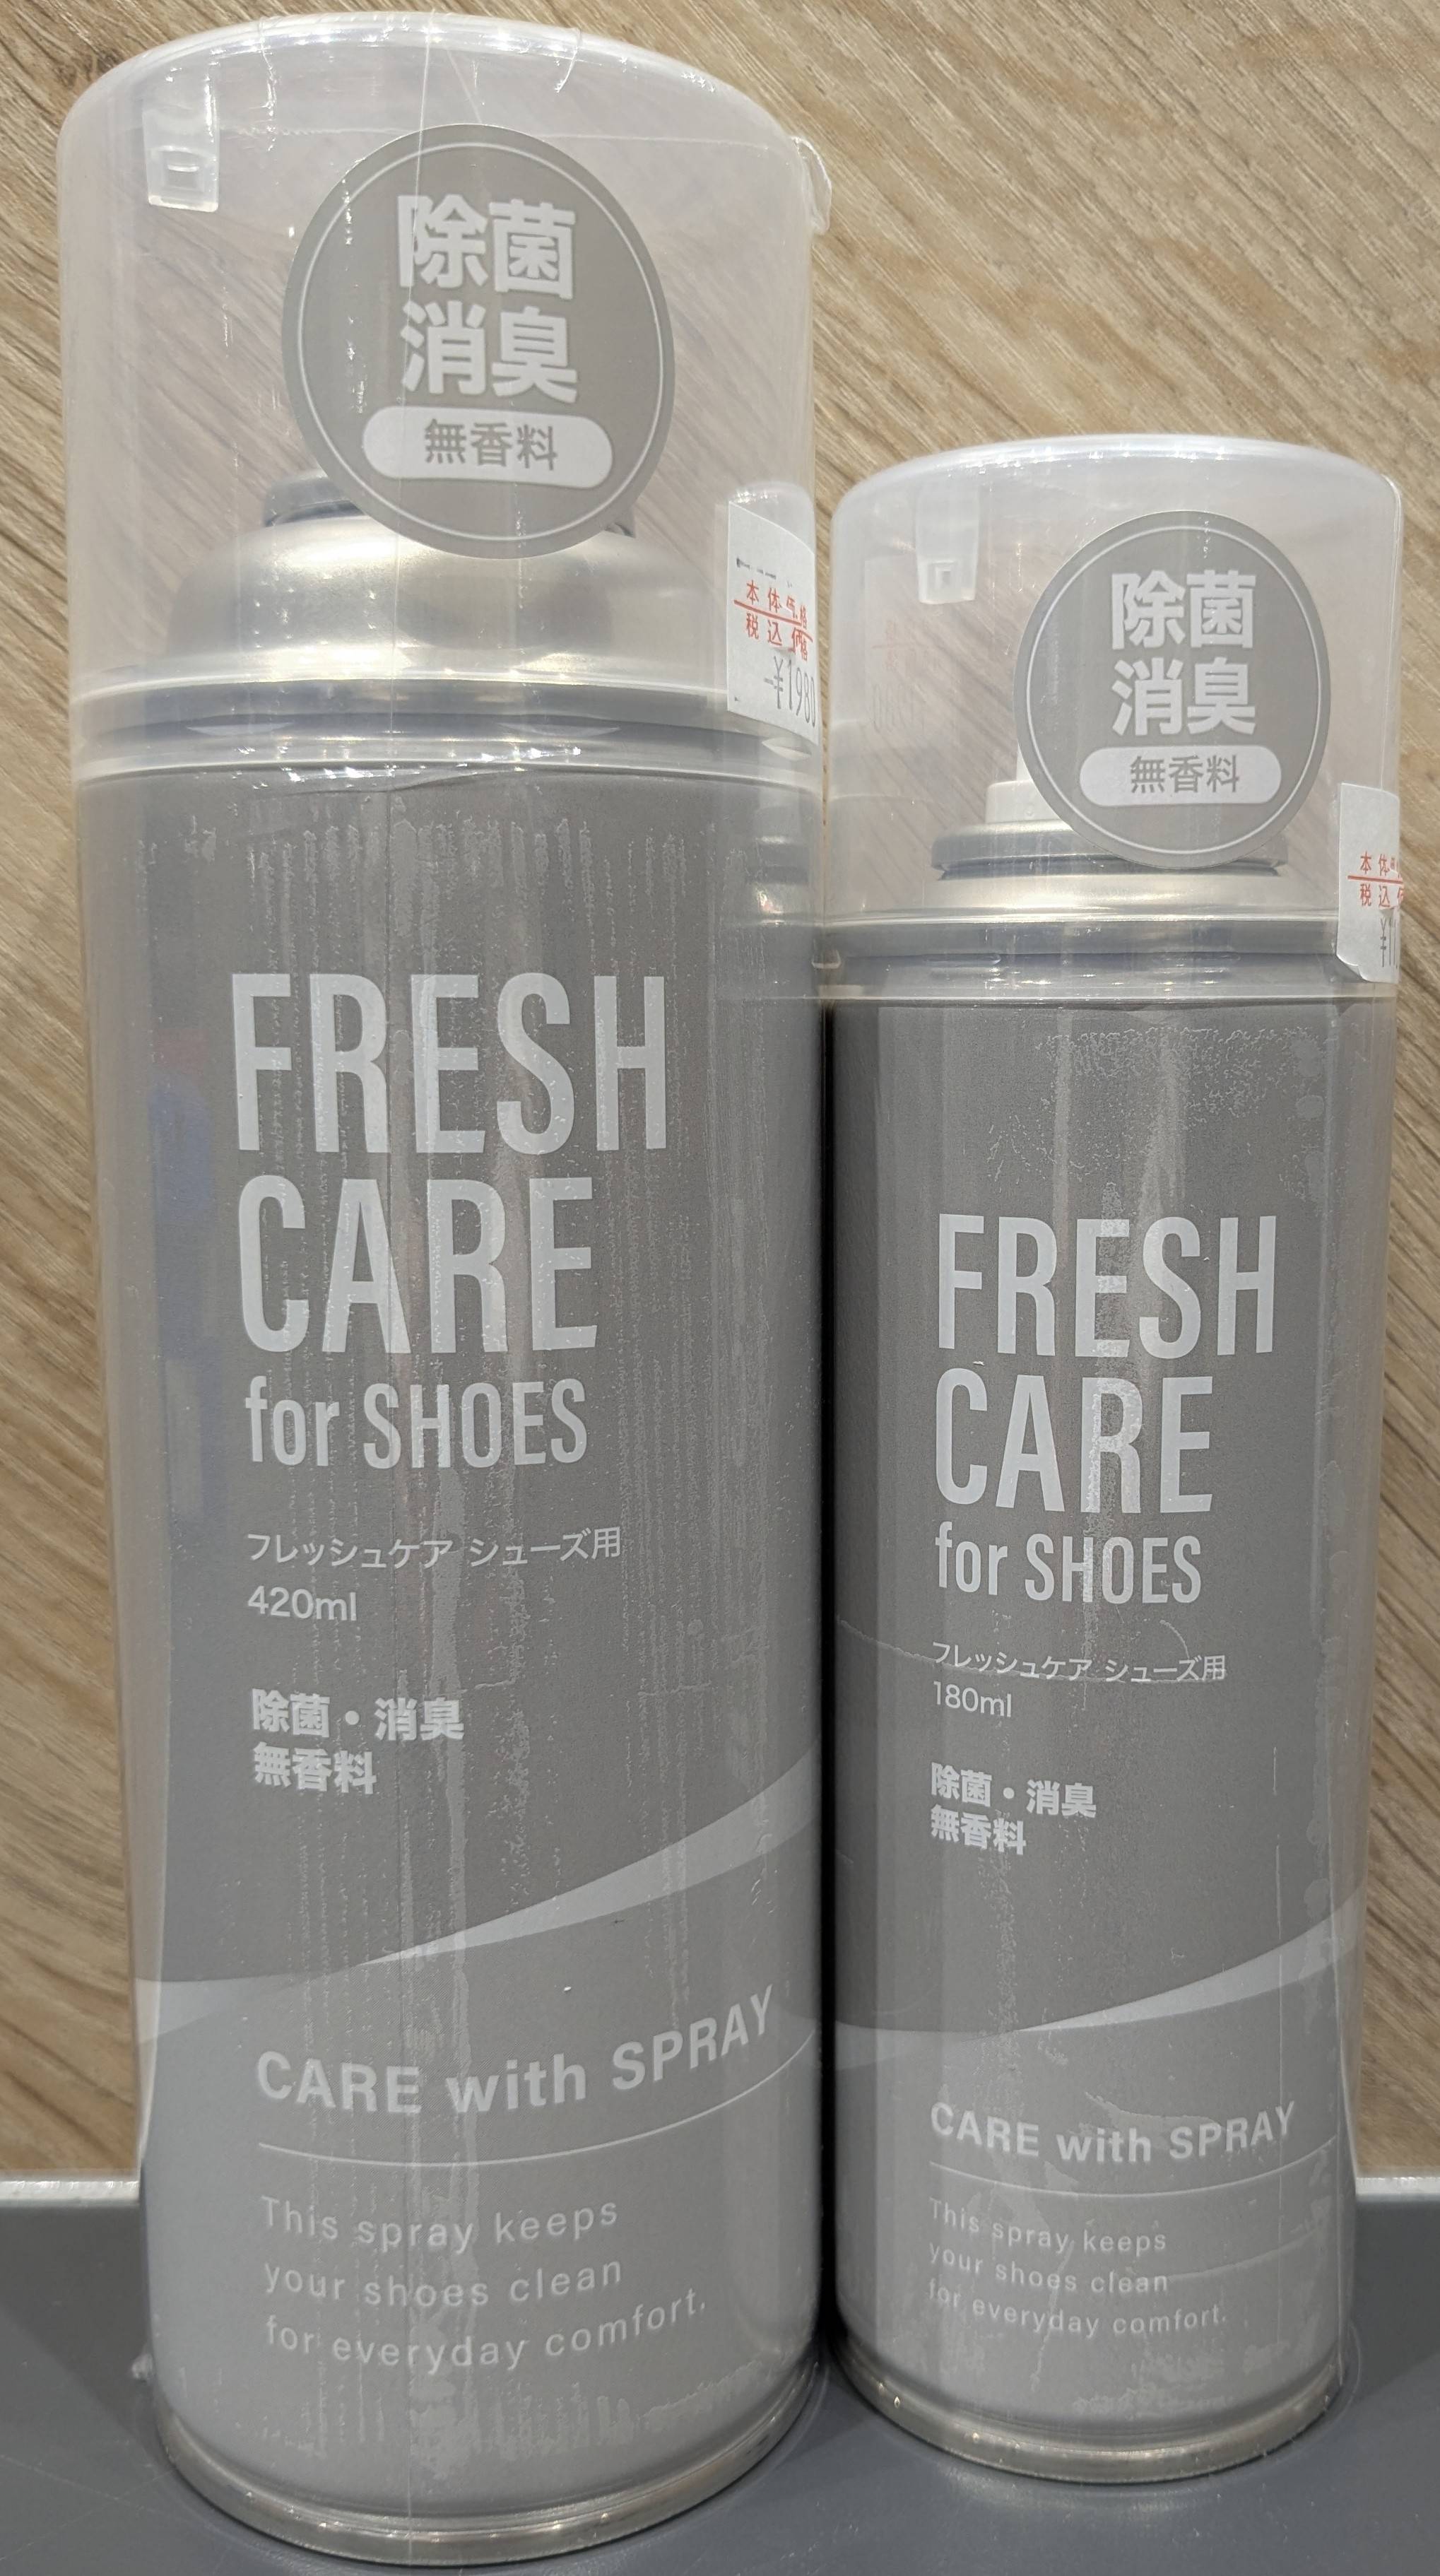 除菌
消臭
無香料
本体価格
税込価格
¥1980
FRESH
CARE
for SHOES
フレッシュケア シューズ用
420ml
除菌・消臭
無香料
CARE with SPRAY
This spray keeps
your shoes clean
for everyday comfort.
除菌
消臭
無香料
本体
税込
FRESH
CARE
for SHOES
フレッシュケア シューズ用
180ml
除菌・消臭
無香料
CARE with SPRAY
This spray keeps
your shoes clean
for everyday comfort.